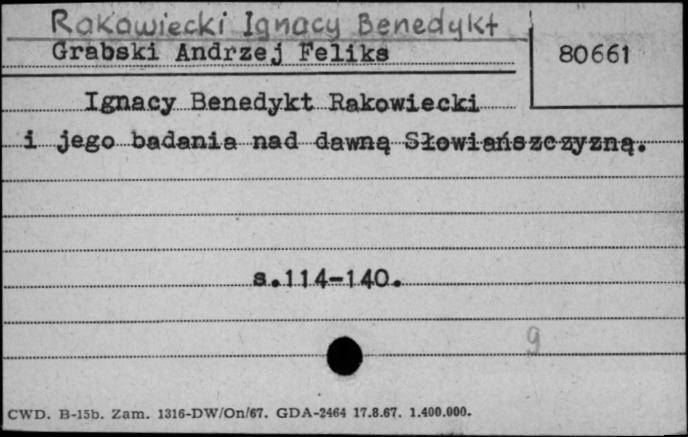 Rakowiecki Ignacy Benedykt
Grabski Andrzej Feliks
80661
Ignacy Benedykt Rakowiecki
i jego badania nad dawną Słowiańszczyzną.
s.114-140.
g
CWD. B-15b. Zam. 1316-DW/On/67. GDA-2464 17.8.67. 1.400.000.